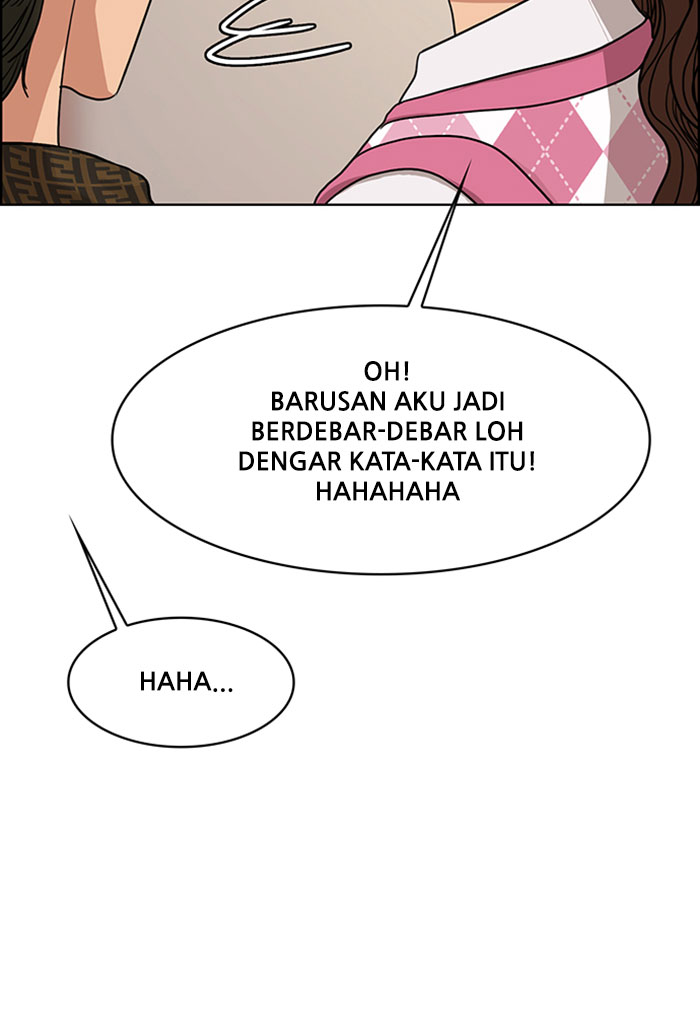 OH!
BARUSAN AKU JADI
BERDEBAR-DEBAR LOH
DENGAR KATA-KATA ITU!
HAHAHAHA
HAHA...